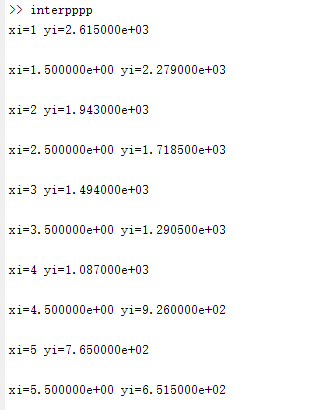 >> interpppp
xi=1 yi=2.615000e+03
xi=1.500000e+00 yi=2.279000e+03
xi=2 yi=1.943000e+03
xi=2.500000e+00 yi=1.718500e+03
xi=3 yi=1.494000e+03
xi=3.500000e+00 yi=1.290500e+03
xi=4 yi=1.087000e+03
xi=4.500000e+00 yi=9.260000e+02
xi=5 yi=7.650000e+02
xi=5.500000e+00 yi=6.515000e+02